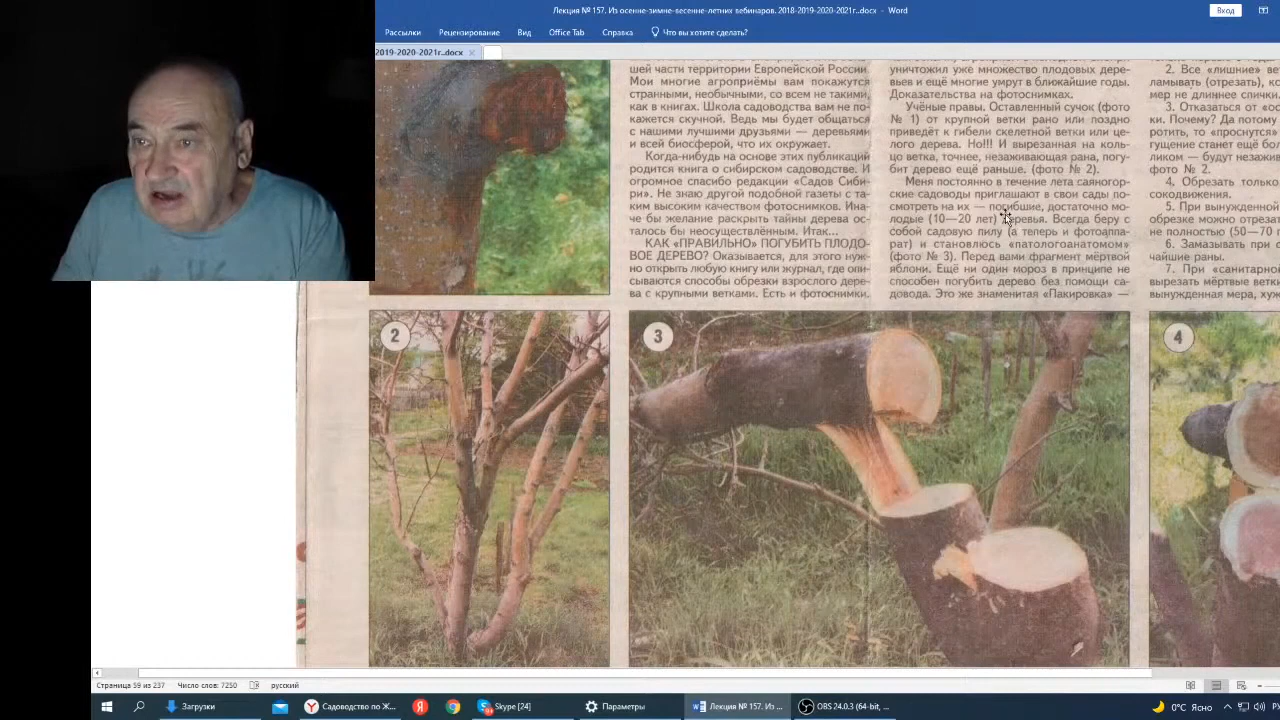 Лекция № 157. Из осенне-зимне-весенне-летних вебинаров. 2018-2019-2020-2021г..docx - Word
Вход
Рассылки Рецензирование Вид Office Tab Справка Что вы хотите сделать?
2019-2020-2021г..docx
шей части территории Европейской России.
Мои многие агроприёмы вам покажутся
странными, необычными, со всем не такими,
как в книгах. Школа садоводства вам не по-
кажется скучной. Ведь мы будет общаться
с нашими лучшими друзьями — деревьями
и всей биосферой, что их окружает.
Когда-нибудь на основе этих публикаций
родится книга о сибирском садоводстве. И
огромное спасибо редакции «Садов Сиби-
ри». Не знаю другой подобной газеты с та-
ким высоким качеством фотоснимков. Ина-
че бы желание раскрыть тайны дерева ос-
талось бы неосуществлённым. Итак...
КАК «ПРАВИЛЬНО» ПОГУБИТЬ ПЛОДО-
ВОЕ ДЕРЕВО? Оказывается, для этого нуж-
но открыть любую книгу или журнал, где опи-
сываются способы обрезки взрослого дере-
ва с крупными ветками. Есть и фотоснимки.
уничтожил уже множество плодовых дере-
вьев и ещё многие умрут в ближайшие годы.
Доказательства на фотоснимках.
Учёные правы. Оставленный сучок (фото
№ 1) от крупной ветки рано или поздно
приведёт к гибели скелетной ветки или це-
лого дерева. Но!!! И вырезанная на коль-
цо ветка, точнее, незаживающая рана, погу-
бит дерево ещё раньше. (фото № 2).
Меня постоянно в течение лета саяногор-
ские садоводы приглашают в свои сады по-
смотреть на их — погибшие, достаточно мо-
лодые (10—20 лет) деревья. Всегда беру с
собой садовую пилу (а теперь и фотоаппа-
рат) и становлюсь «патологоанатомом»
(фото № 3). Перед вами фрагмент мёртвой
яблони. Ещё ни один мороз в принципе не
способен погубить дерево без помощи са-
довода. Это же знаменитая «Пакировка» —
2. Все «лишние» ве
ламывать (отрезать), ко
мер не длиннее спички.
3. Отказаться от «ос
ки. Почему? Да потому
ротить, то «проснутся»
гущение станет ещё бол
ликом — будут незажив
фото № 2.
4. Обрезать только
сокодвижения.
5. При вынужденной
обрезке можно отреза
не полностью (50—70 г
6. Замазывать при с
чайшие раны.
7. При «санитарной
вырезать мёртвые ветк
вынужденная мера, хуж
2
3
4
Страница 59 из 237 Число слов: 7250 русский
Загрузки
Садоводство по Ж...
Skype [24]
Параметры
Лекция № 157. Из ...
OBS 24.0.3 (64-bit, ...
0°C Ясно